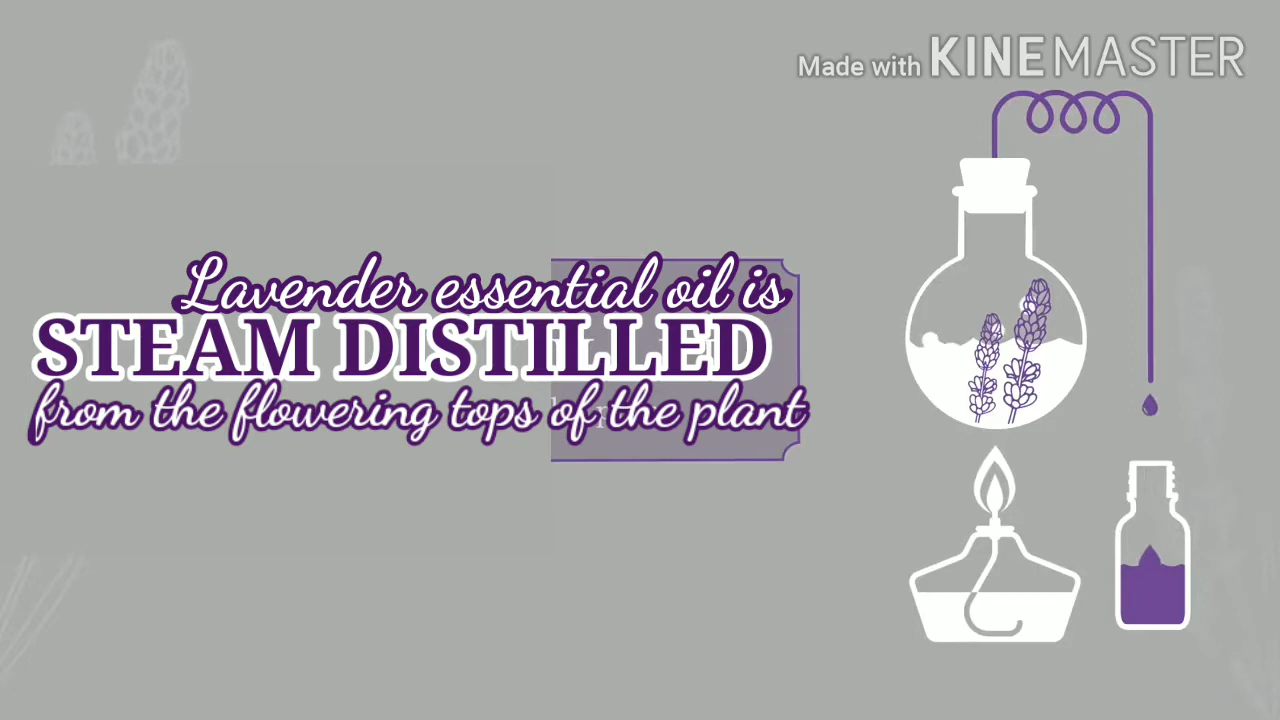 Made with KINEMASTER
Lavender essential oil is
STEAM DISTILLED
from the flowering tops of the plant